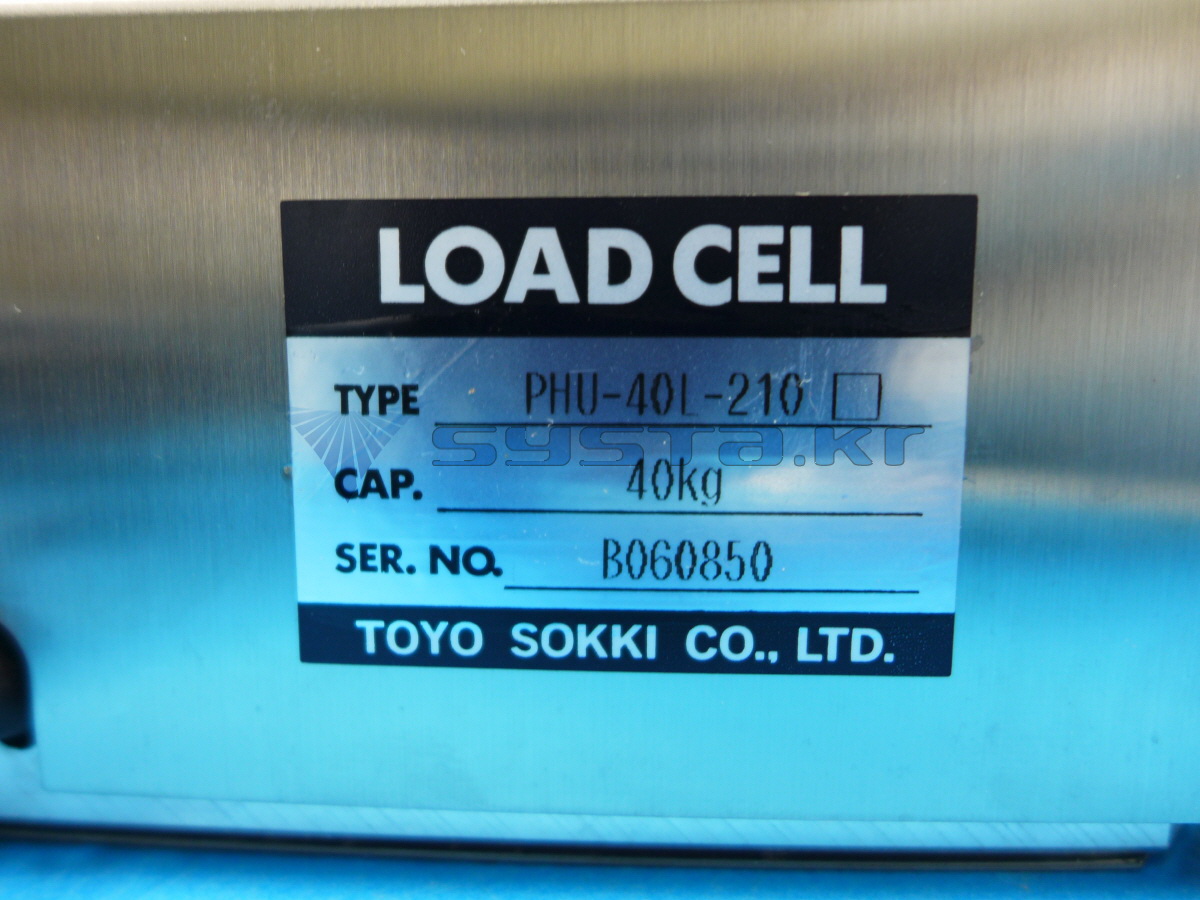 LOAD CELL
TYPE PHU-40L-210 □
systa.kr
CAP. 40kg
SER. NO. B060850
TOYO SOKKI CO., LTD.